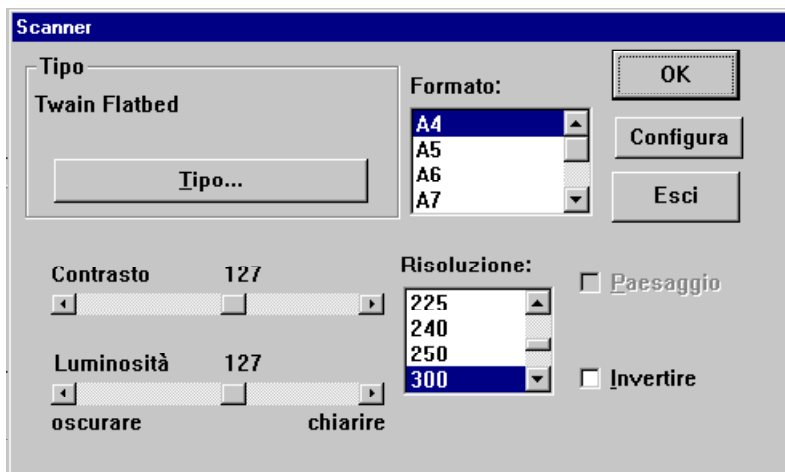 Scanner
Tipo
Twain Flatbed
Tipo...
Formato:
A4
A5
A6
A7
OK
Configura
Esci
Contrasto 127
Luminosità 127
oscurare chiarire
Risoluzione:
225
240
250
300
Paesaggio
Invertire